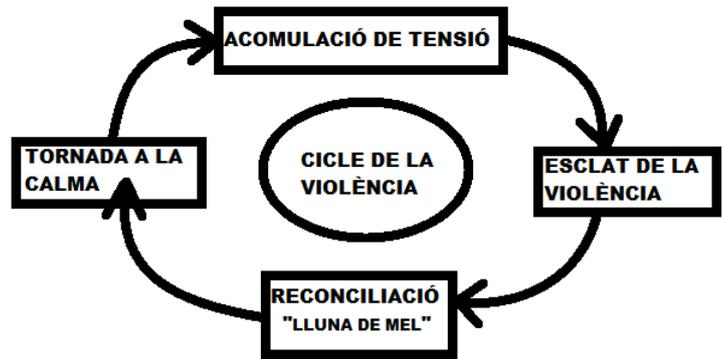 ACOMULACIÓ DE TENSIÓ
TORNADA A LA
CALMA
CICLE DE LA
VIOLÈNCIA
ESCLAT DE LA
VIOLÈNCIA
RECONCILIACIÓ
"LLUNA DE MEL"